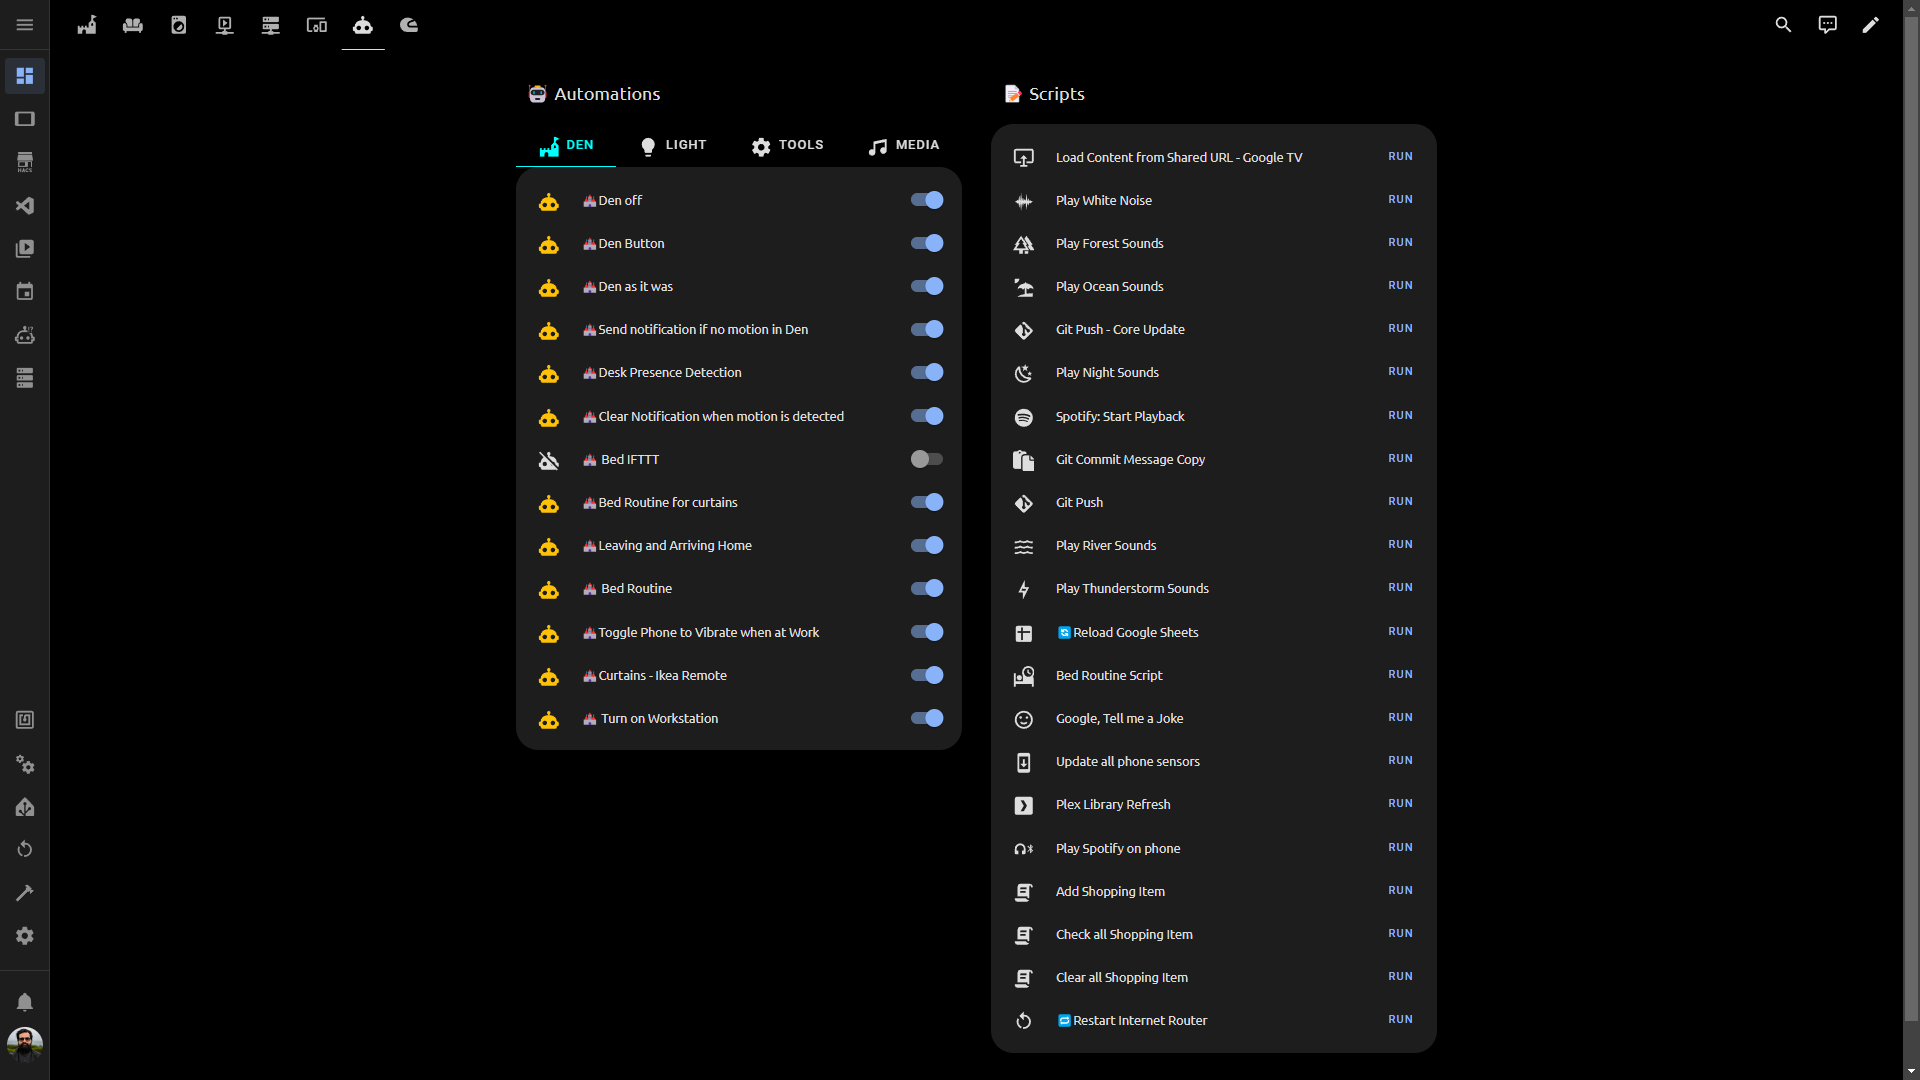 HACS
Automations
DEN
LIGHT
TOOLS
MEDIA
Den off
Den Button
Den as it was
Send notification if no motion in Den
Desk Presence Detection
Clear Notification when motion is detected
Bed IFTTT
Bed Routine for curtains
Leaving and Arriving Home
Bed Routine
Toggle Phone to Vibrate when at Work
Curtains - Ikea Remote
Turn on Workstation
Scripts
Load Content from Shared URL - Google TV RUN
Play White Noise RUN
Play Forest Sounds RUN
Play Ocean Sounds RUN
Git Push - Core Update RUN
Play Night Sounds RUN
Spotify: Start Playback RUN
Git Commit Message Copy RUN
Git Push RUN
Play River Sounds RUN
Play Thunderstorm Sounds RUN
Reload Google Sheets RUN
Bed Routine Script RUN
Google, Tell me a Joke RUN
Update all phone sensors RUN
Plex Library Refresh RUN
Play Spotify on phone RUN
Add Shopping Item RUN
Check all Shopping Item RUN
Clear all Shopping Item RUN
Restart Internet Router RUN